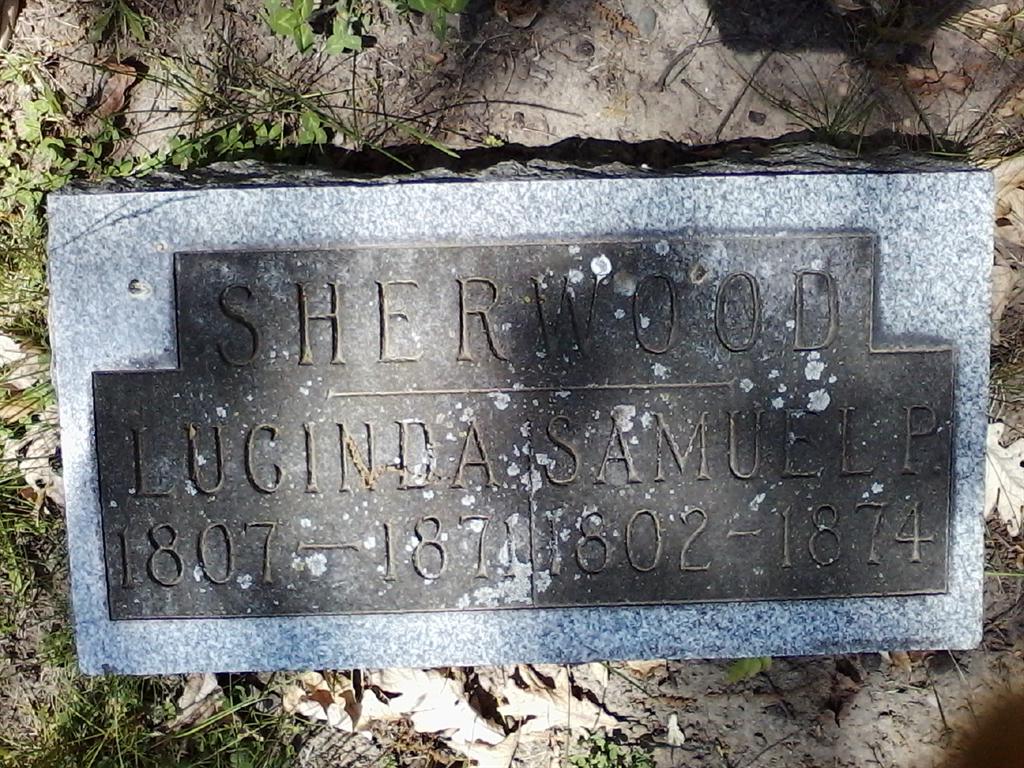 SHERWOOD
LUCINDA SAMUEL P.
1807—1871 1802-1874